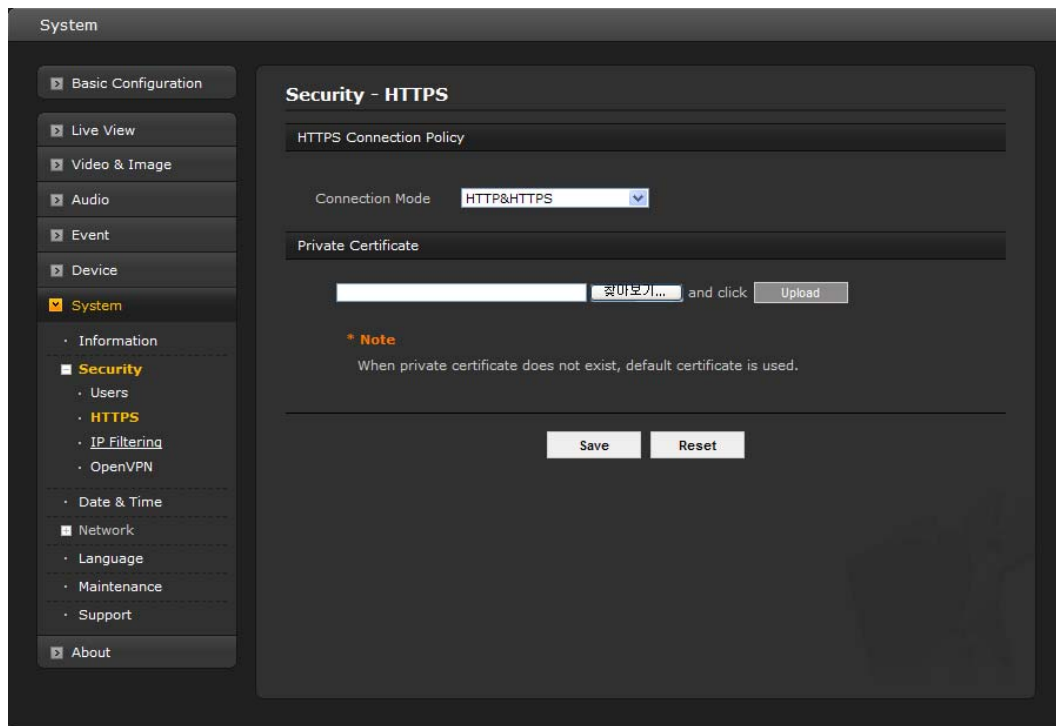 System
Basic Configuration
Live View
Video & Image
Audio
Event
Device
System
· Information
Security
· Users
· HTTPS
· IP Filtering
· OpenVPN
· Date & Time
Network
· Language
· Maintenance
· Support
About
Security - HTTPS
HTTPS Connection Policy
Connection Mode HTTP&HTTPS
Private Certificate
찾아보기... and click Upload
* Note
When private certificate does not exist, default certificate is used.
Save Reset